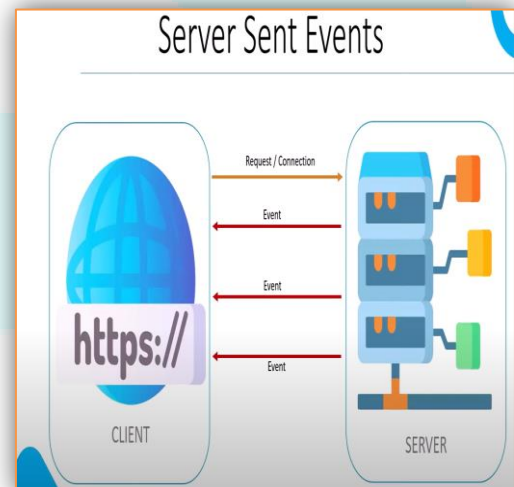 Server Sent Events
Request / Connection
Event
Event
https://
Event
CLIENT
SERVER